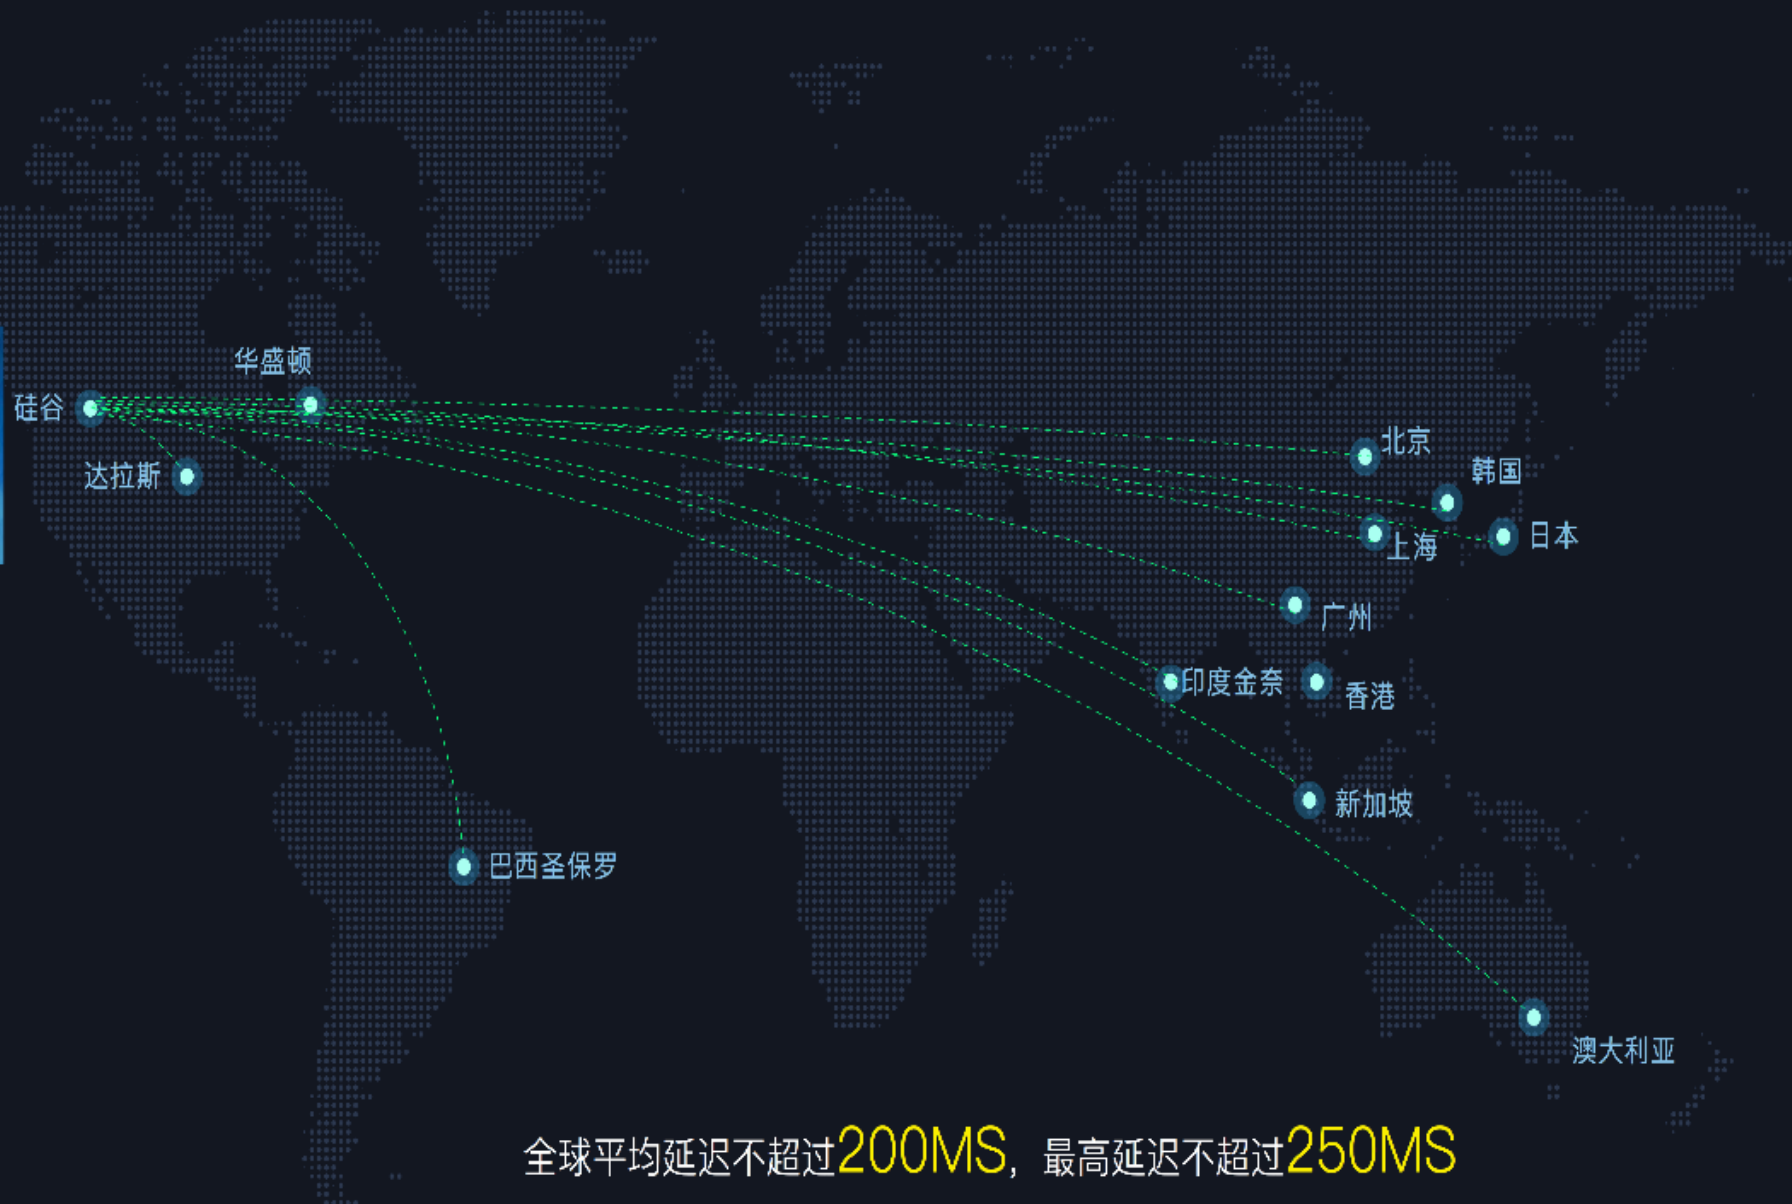 华盛顿
硅谷
达拉斯
北京
韩国
日本
上海
广州
印度金奈
香港
新加坡
巴西圣保罗
澳大利亚
全球平均延迟不超过200MS，最高延迟不超过250MS